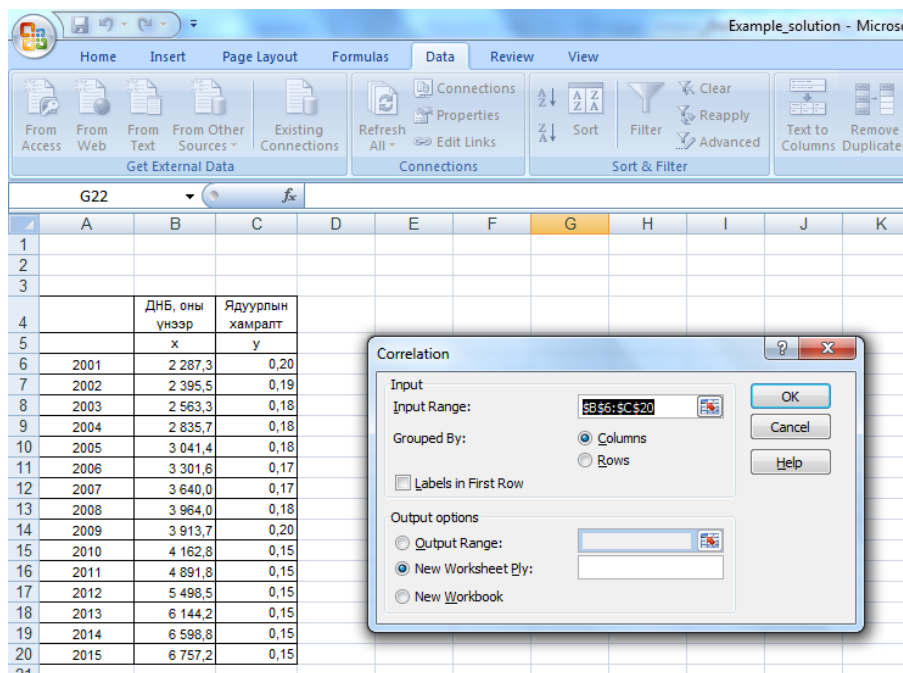 Example_solution - Microso
Home Insert Page Layout Formulas Data Review View
From Access
From Web
From Text
From Other Sources
Existing Connections
Get External Data
Refresh All
Connections
Properties
Edit Links
Connections
Sort
Filter
Clear
Reapply
Advanced
Sort & Filter
Text to Columns
Remove Duplicate
G22 fx
A B C D E F G H I J K
1
2
3
4 ДНБ, оны үнээр Ядуурлын хамралт
5 x y
6 2001 2 287,3 0,20
7 2002 2 395,5 0,19
8 2003 2 563,3 0,18
9 2004 2 835,7 0,18
10 2005 3 041,4 0,18
11 2006 3 301,6 0,17
12 2007 3 640,0 0,17
13 2008 3 964,0 0,18
14 2009 3 913,7 0,20
15 2010 4 162,8 0,15
16 2011 4 891,8 0,15
17 2012 5 498,5 0,15
18 2013 6 144,2 0,15
19 2014 6 598,8 0,15
20 2015 6 757,2 0,15
Correlation
Input
Input Range: $B$6:$C$20
Grouped By: Columns
Rows
Labels in First Row
Output options
Output Range:
New Worksheet Ply:
New Workbook
OK
Cancel
Help